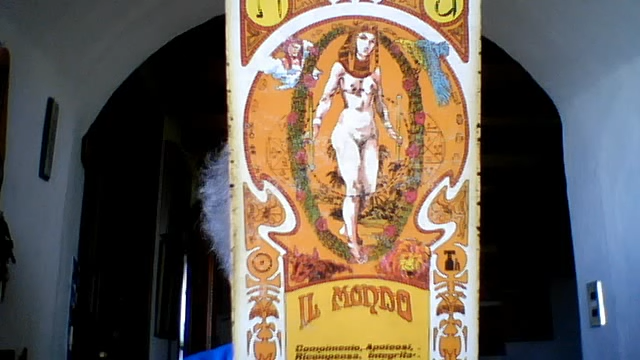 IL MONDO
Compimento, Apoteosi,
Ricompensa, Integrità